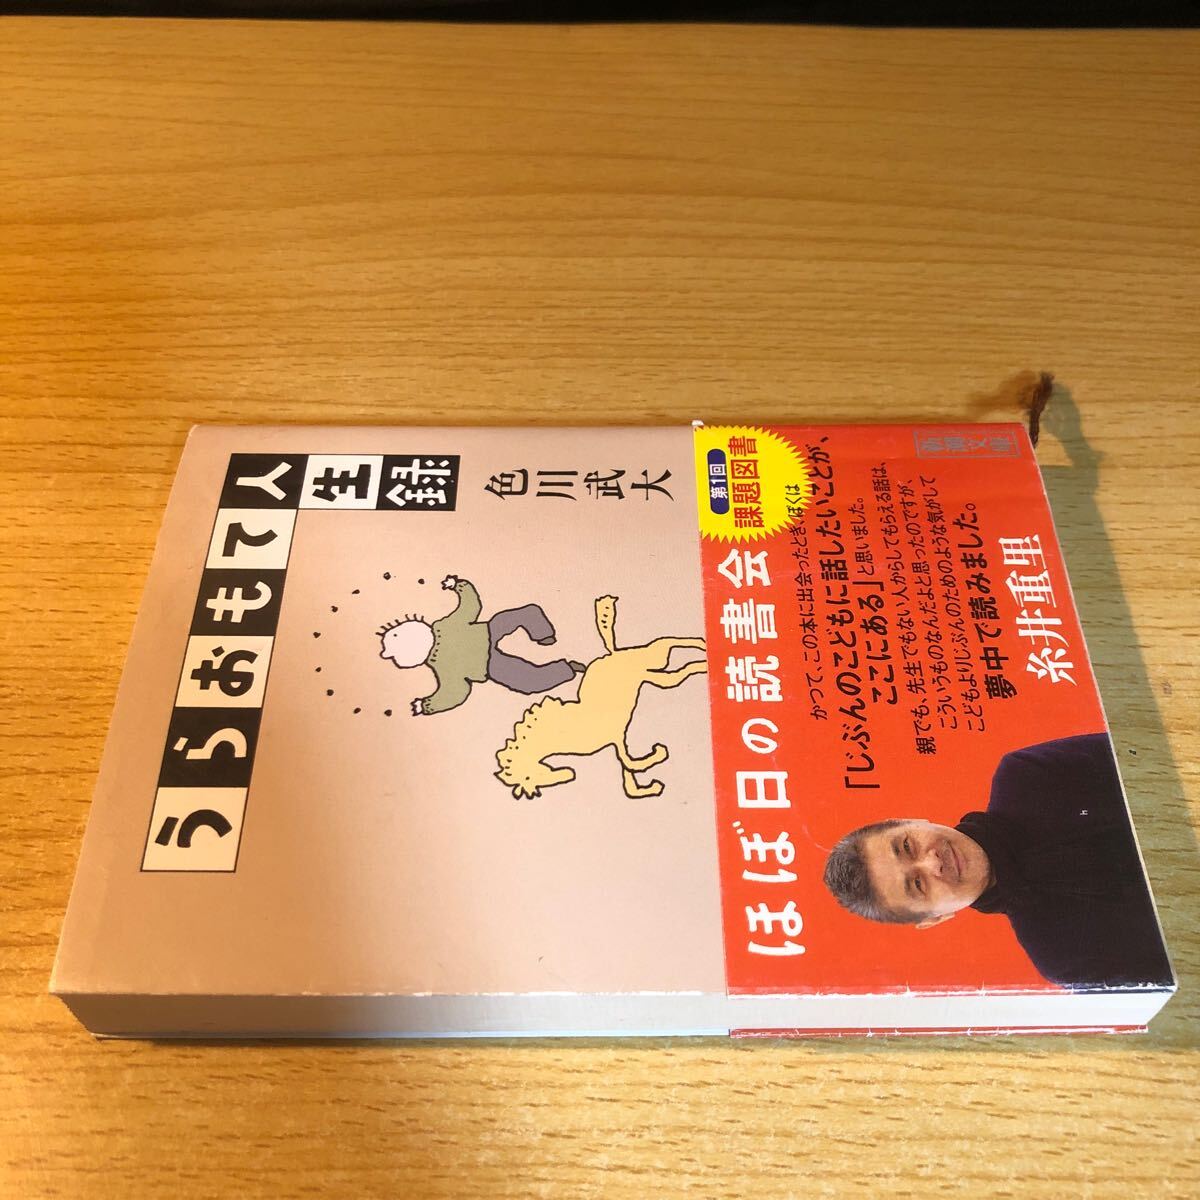 うらおもて人生録
色川武大
第1回
課題図書
ほぼ日の読書会
かつて、この本に出会ったとき、ぼくは
「じぶんのこどもに話したいことが、
ここにある」と思いました。
親でも、先生でもない人からしてもらえる話は、
こういうものなんだよと思ったのですが、
こどもよりじぶんのためのような気がして
夢中で読みました。
糸井重里
新潮文庫
h